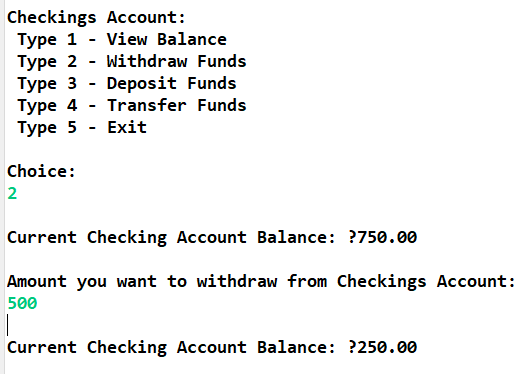 Checkings Account:
Type 1 - View Balance
Type 2 - Withdraw Funds
Type 3 - Deposit Funds
Type 4 - Transfer Funds
Type 5 - Exit
Choice:
2
Current Checking Account Balance: ?750.00
Amount you want to withdraw from Checkings Account:
500
Current Checking Account Balance: ?250.00